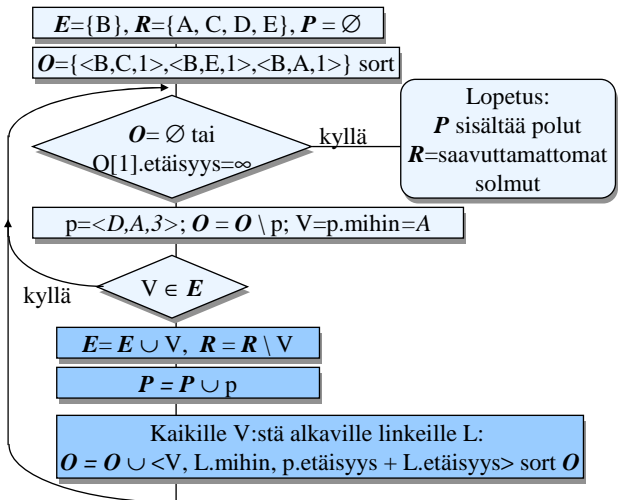 E={B}, R={A, C, D, E}, P = ∅
O={<B,C,1>,<B,E,1>,<B,A,1>} sort
O= ∅ tai
O[1].etäisyys=∞
kyllä
Lopetus:
P sisältää polut
R=saavuttamattomat
solmut
p=<D,A,3>; O = O \ p; V=p.mihin=A
V ∈ E
kyllä
E= E ∪ V, R = R \ V
P = P ∪ p
Kaikille V:stä alkaville linkeille L:
O = O ∪ <V, L.mihin, p.etäisyys + L.etäisyys> sort O